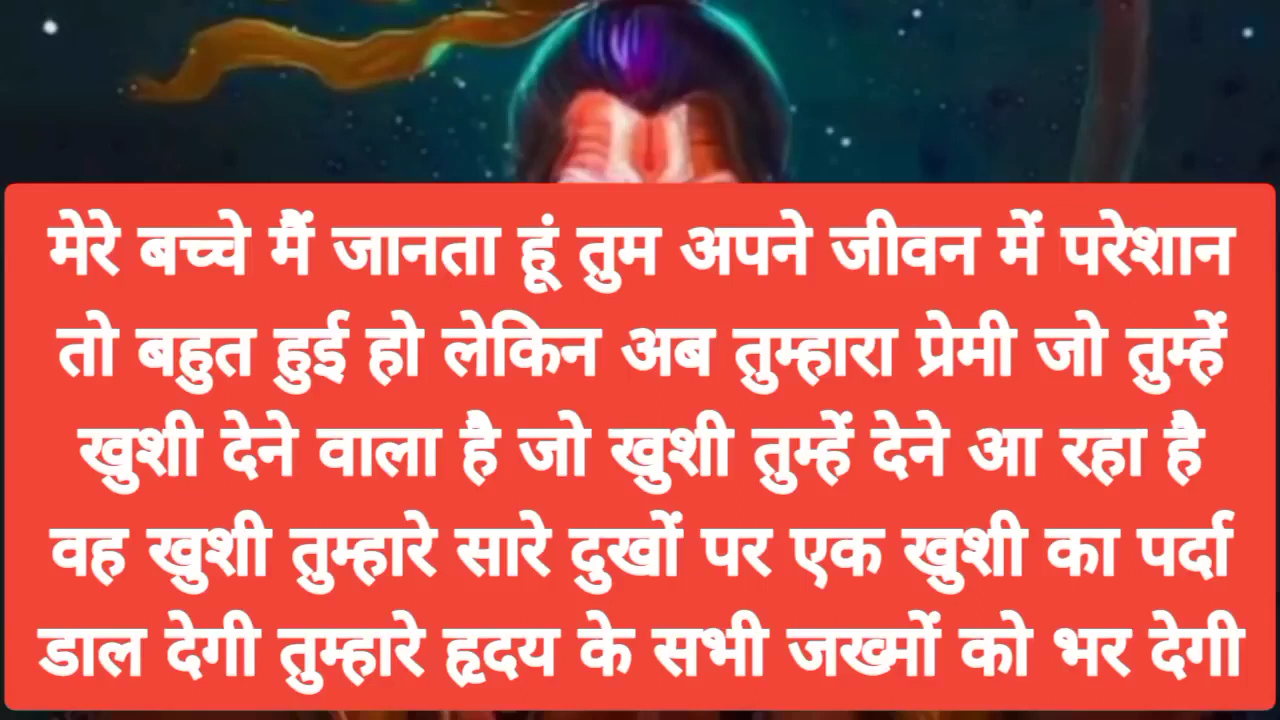 मेरे बच्चे मैं जानता हूं तुम अपने जीवन में परेशान
तो बहुत हुई हो लेकिन अब तुम्हारा प्रेमी जो तुम्हें
खुशी देने वाला है जो खुशी तुम्हें देने आ रहा है
वह खुशी तुम्हारे सारे दुखों पर एक खुशी का पर्दा
डाल देगी तुम्हारे हृदय के सभी जख्मों को भर देगी